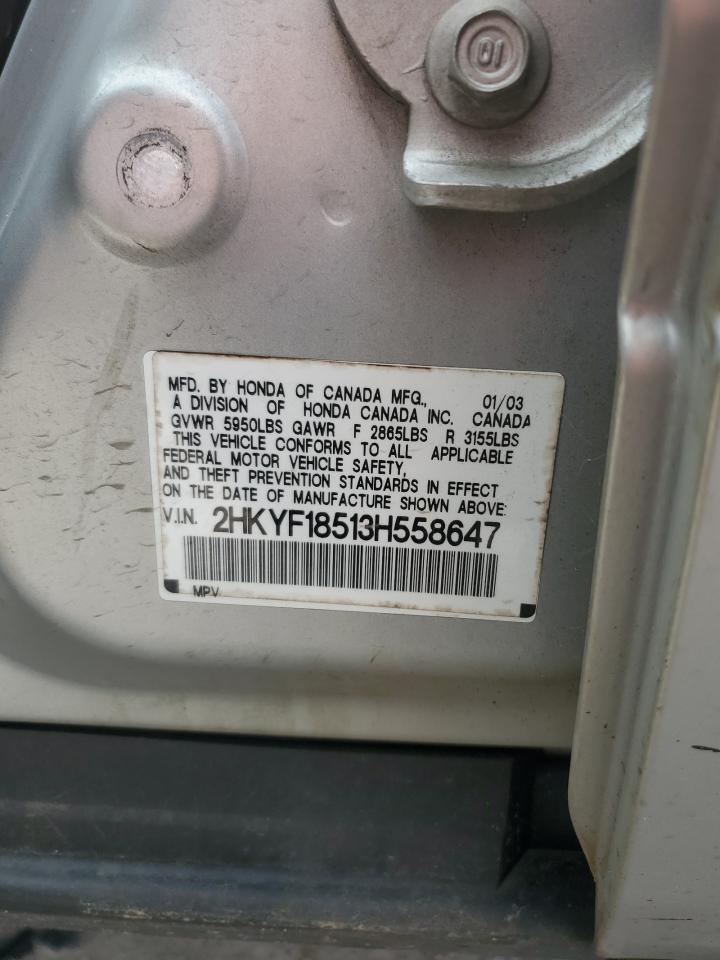 01
MFD. BY HONDA OF CANADA MFG., 01/03
A DIVISION OF HONDA CANADA INC. CANADA
GVWR 5950LBS GAWR F 2865LBS R 3155LBS
THIS VEHICLE CONFORMS TO ALL APPLICABLE
FEDERAL MOTOR VEHICLE SAFETY,
AND THEFT PREVENTION STANDARDS IN EFFECT
ON THE DATE OF MANUFACTURE SHOWN ABOVE:
V.I.N. 2HKYF18513H558647
MPV